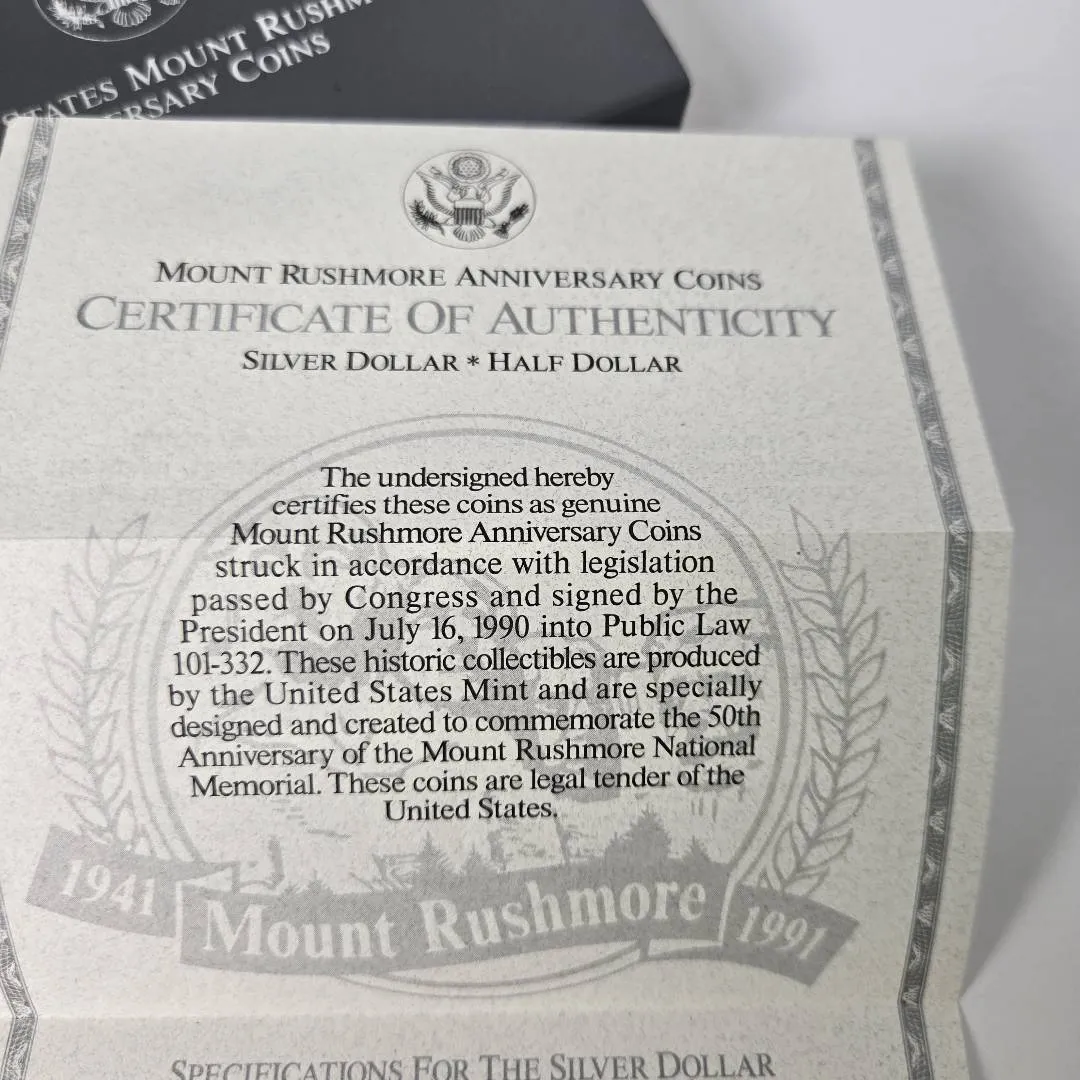 STATES MOUNT RUSHM
ERSARY COINS
MOUNT RUSHMORE ANNIVERSARY COINS
CERTIFICATE OF AUTHENTICITY
SILVER DOLLAR * HALF DOLLAR
The undersigned hereby
certifies these coins as genuine
Mount Rushmore Anniversary Coins
struck in accordance with legislation
passed by Congress and signed by the
President on July 16, 1990 into Public Law
101-332. These historic collectibles are produced
by the United States Mint and are specially
designed and created to commemorate the 50th
Anniversary of the Mount Rushmore National
Memorial. These coins are legal tender of the
United States.
1941 Mount Rushmore 1991
SPECIFICATIONS FOR THE SILVER DOLLAR